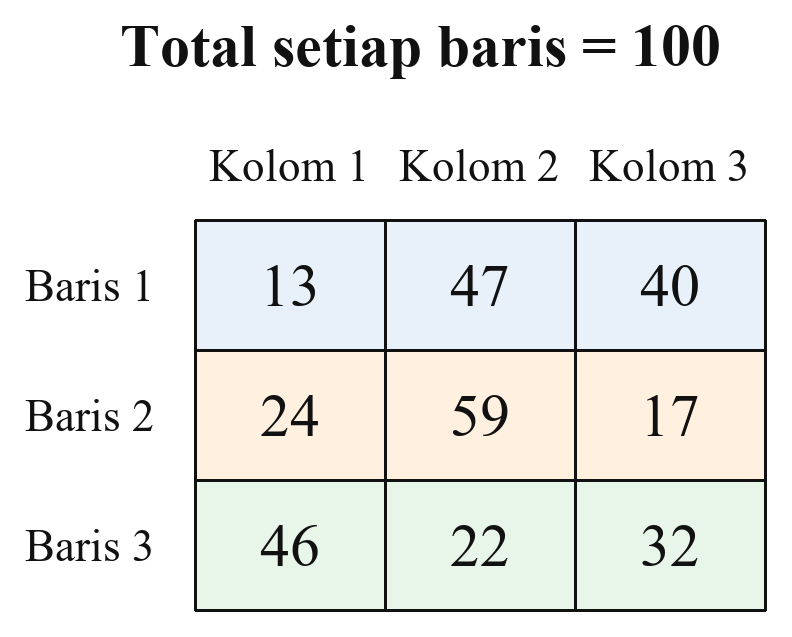 Total setiap baris = 100
Kolom 1 Kolom 2 Kolom 3
Baris 1 13 47 40
Baris 2 24 59 17
Baris 3 46 22 32